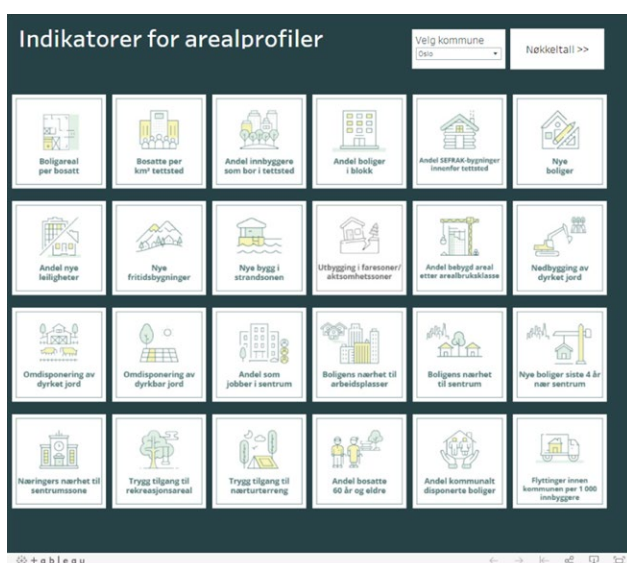 Indikatorer for arealprofiler
Velg kommune
Oslo
Nøkkeltall >>
Boligareal
per bosatt
Bosatte per
km² tettsted
Andel innbyggere
som bor i tettsted
Andel boliger
i blokk
Andel SEFRAK-bygninger
innenfor tettsted
Nye
boliger
Andel nye
leiligheter
Nye
fritidsbygninger
Nye bygg i
strandsonen
Utbygging i faresoner/
aktsomhetssoner
Andel bebygd areal
etter arealbruksklasse
Nedbygging av
dyrket jord
Omdisponering av
dyrket jord
Omdisponering av
dyrkbar jord
Andel som
jobber i sentrum
Boligens nærhet til
arbeidsplasser
Boligens nærhet
til sentrum
Nye boliger siste 4 år
nær sentrum
Næringers nærhet til
sentrumssone
Trygg tilgang til
rekreasjonsareal
Trygg tilgang til
nærturterreng
Andel bosatte
60 år og eldre
Andel kommunalt
disponerte boliger
Flyttinger innen
kommunen per 1 000
innbyggere
+ableau